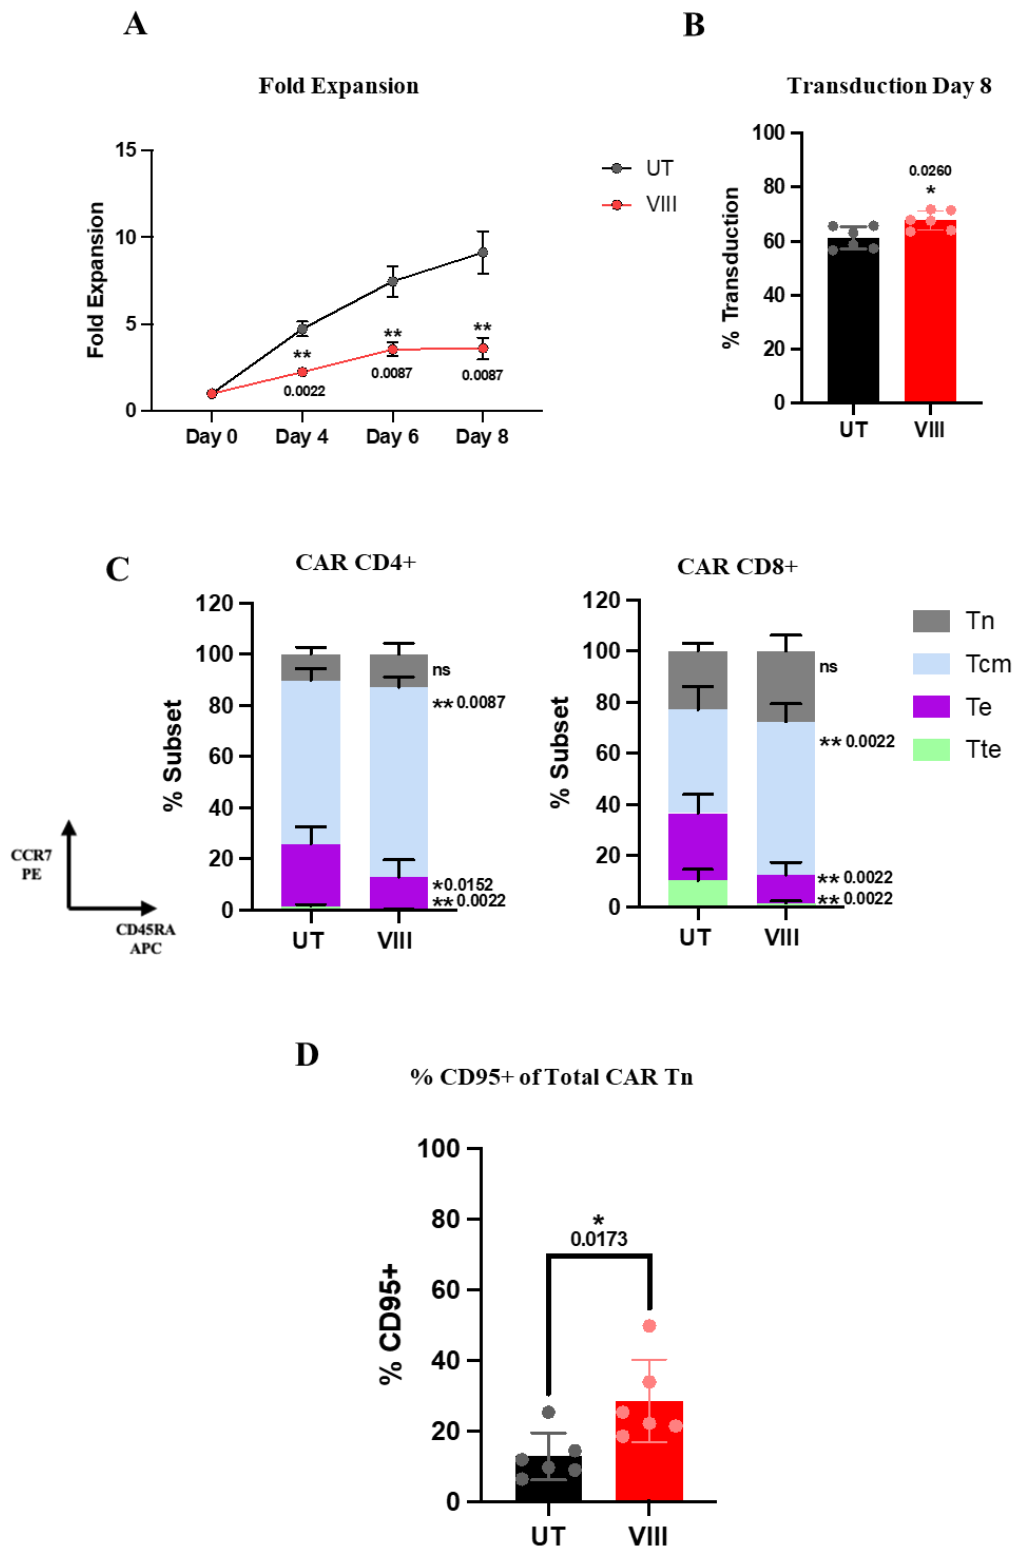 A
Fold Expansion
Fold Expansion
15
10
5
0
**
0.0022
**
0.0087
**
0.0087
Day 0 Day 4 Day 6 Day 8
UT
VIII
B
Transduction Day 8
% Transduction
100
80
60
40
20
0
0.0260
*
UT VIII
C
CAR CD4+
% Subset
120
100
80
60
40
20
0
ns
** 0.0087
*0.0152
** 0.0022
UT VIII
CCR7
PE
CD45RA
APC
CAR CD8+
% Subset
120
100
80
60
40
20
0
ns
** 0.0022
** 0.0022
** 0.0022
UT VIII
Tn
Tcm
Te
Tte
D
% CD95+ of Total CAR Tn
% CD95+
100
80
60
40
20
0
*
0.0173
UT VIII